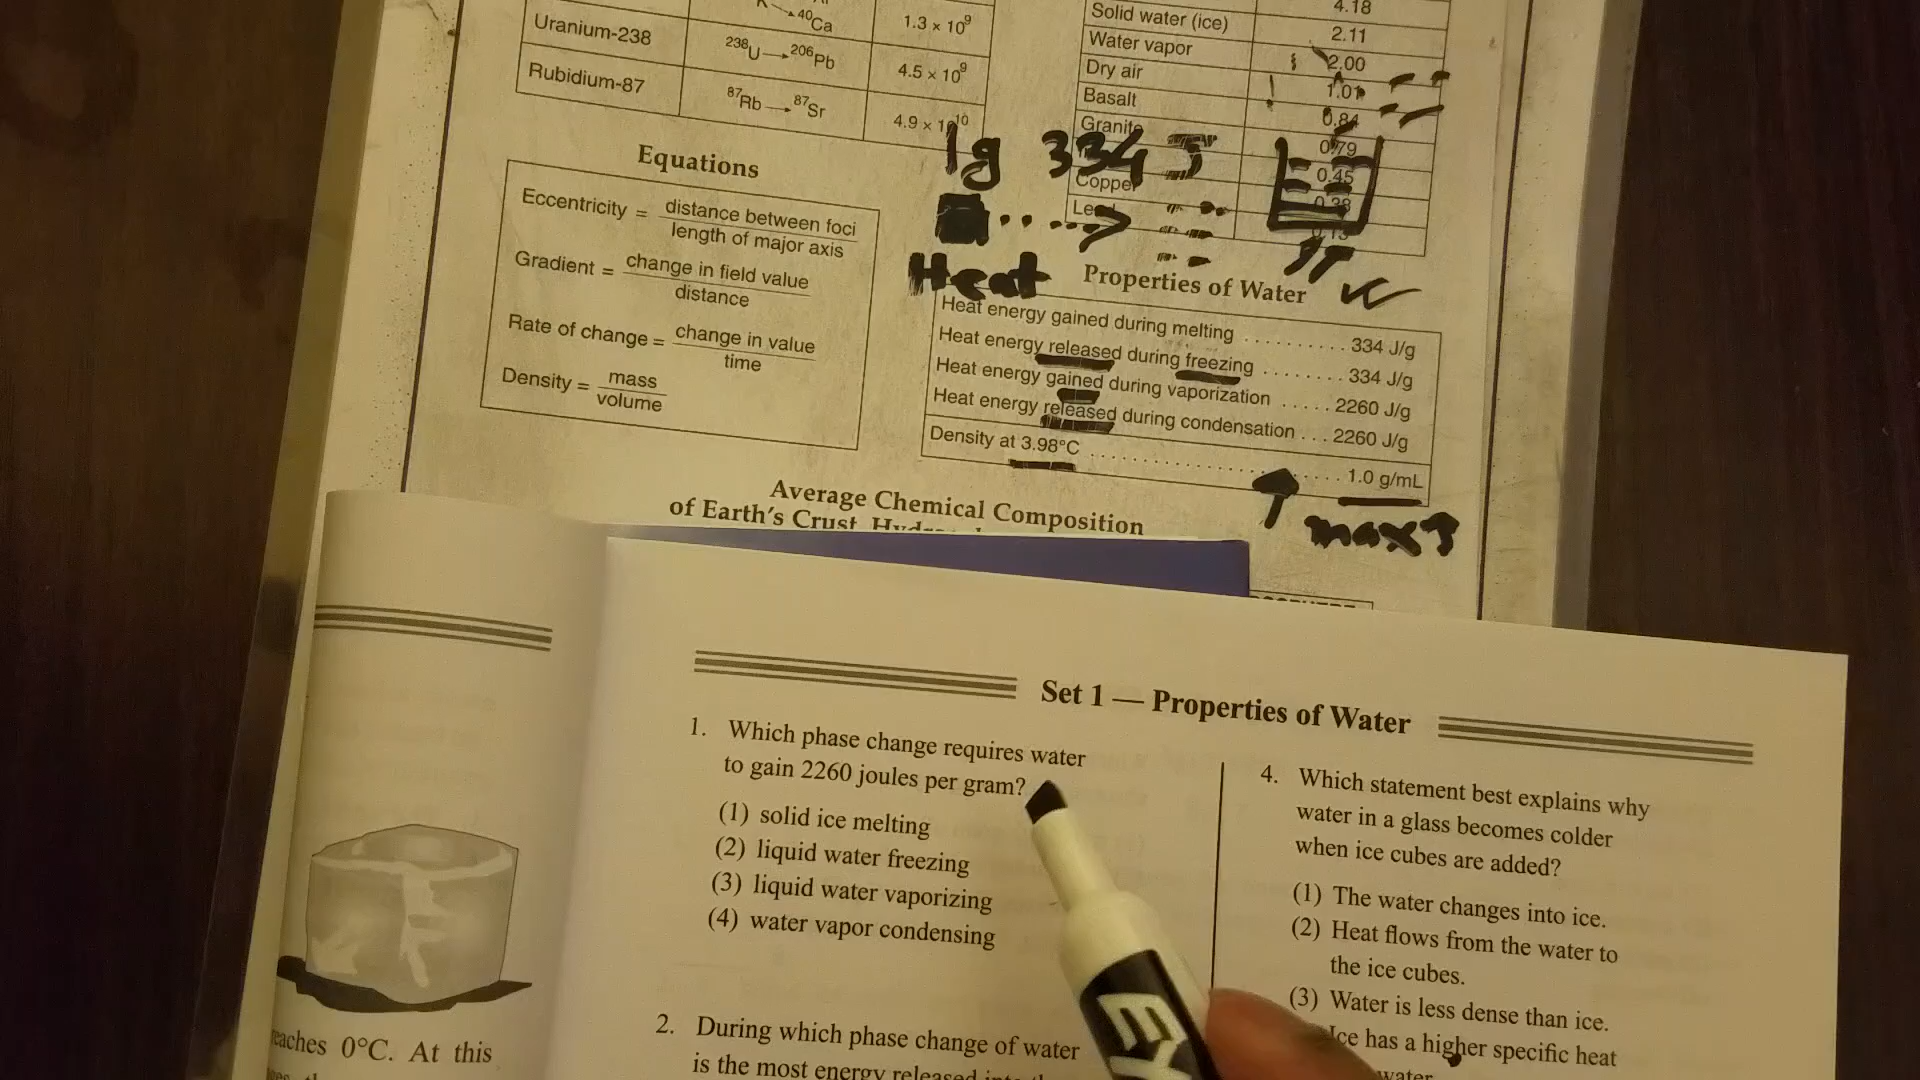 40Ca
1.3 × 10⁹
Uranium-238
²³⁸U → ²⁰⁶Pb
4.5 × 10⁹
Rubidium-87
⁸⁷Rb → ⁸⁷Sr
4.9 ×
4.18
Solid water (ice)
2.11
Water vapor
2.00
Dry air
1.01
Basalt
0.84
Granite
0.79
0.45
Copper
0.38
1g 334 J
Heat
Equations
Eccentricity = distance between foci
length of major axis
Gradient = change in field value
distance
Rate of change = change in value
time
Density = mass
volume
Properties of Water
Heat energy gained during melting .......... 334 J/g
Heat energy released during freezing ........ 334 J/g
Heat energy gained during vaporization ..... 2260 J/g
Heat energy released during condensation ... 2260 J/g
Density at 3.98°C ........................ 1.0 g/mL
max
Average Chemical Composition
of Earth's Crust,
Set 1 — Properties of Water
1. Which phase change requires water
to gain 2260 joules per gram?
(1) solid ice melting
(2) liquid water freezing
(3) liquid water vaporizing
(4) water vapor condensing
2. During which phase change of water
is the most energy released
4. Which statement best explains why
water in a glass becomes colder
when ice cubes are added?
(1) The water changes into ice.
(2) Heat flows from the water to
the ice cubes.
(3) Water is less dense than ice.
Ice has a higher specific heat
water.
0°C. At this